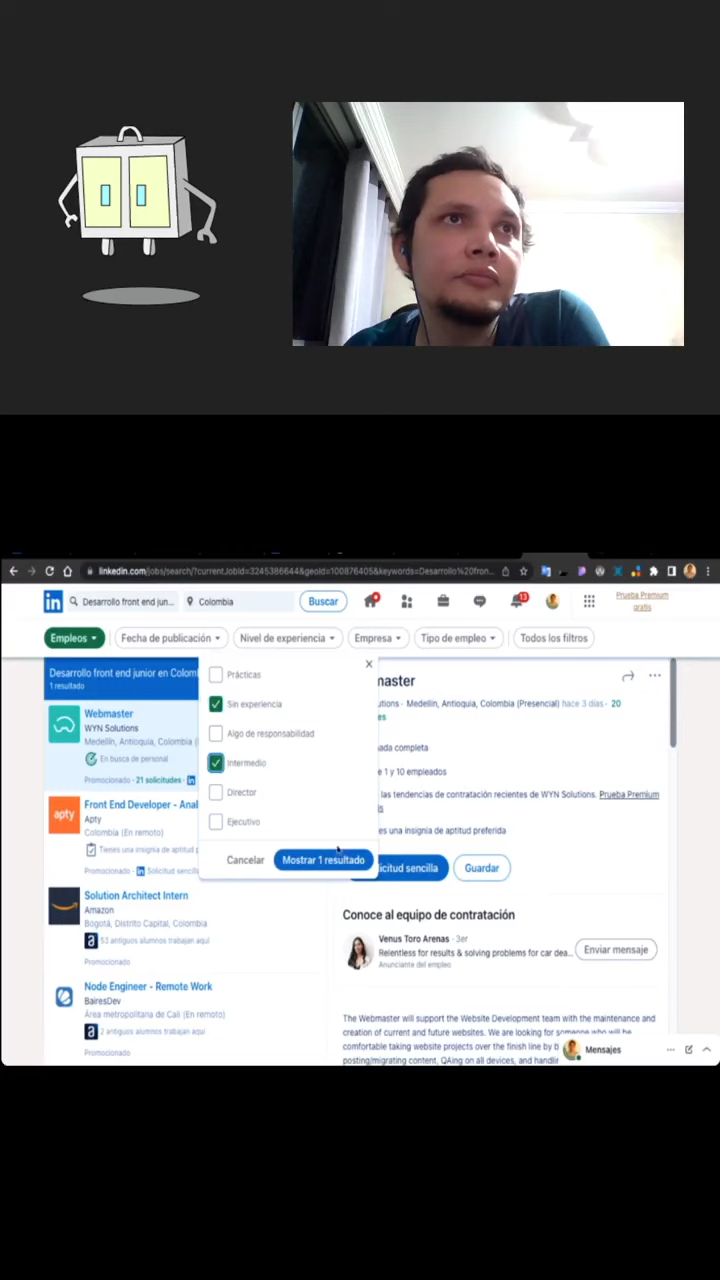 linkedin.com/jobs/search/?currentJobId=3245386644&geoId=100876405&keywords=Desarrollo%20fron...
in
Desarrollo front end jun...
Colombia
Buscar
13
Prueba Premium
gratis
Empleos
Fecha de publicación
Nivel de experiencia
Empresa
Tipo de empleo
Todos los filtros
Desarrollo front end junior en Colom
1 resultado
Webmaster
WYN Solutions
Medellín, Antioquia, Colombia (
En busca de personal
Promocionado · 21 solicitudes · in
apty
Front End Developer - Anal
Apty
Colombia (En remoto)
Tienes una insignia de aptitud p
Promocionado · in Solicitud sencilla
Solution Architect Intern
Amazon
Bogotá, Distrito Capital, Colombia
53 antiguos alumnos trabajan aquí
Promocionado
Node Engineer - Remote Work
BairesDev
Área metropolitana de Cali (En remoto)
2 antiguos alumnos trabajan aquí
Promocionado
Prácticas
Sin experiencia
Algo de responsabilidad
Intermedio
Director
Ejecutivo
Cancelar
Mostrar 1 resultado
master
utions · Medellín, Antioquia, Colombia (Presencial) hace 3 días · 20
es
ada completa
e 1 y 10 empleados
las tendencias de contratación recientes de WYN Solutions. Prueba Premium
es una insignia de aptitud preferida
licitud sencilla
Guardar
Conoce al equipo de contratación
Venus Toro Arenas · 3er
Relentless for results & solving problems for car dea...
Anunciante del empleo
Enviar mensaje
The Webmaster will support the Website Development team with the maintenance and
creation of current and future websites. We are looking for someone who will be
comfortable taking website projects over the finish line by b
posting/migrating content, QAing on all devices, and handlin
Mensajes